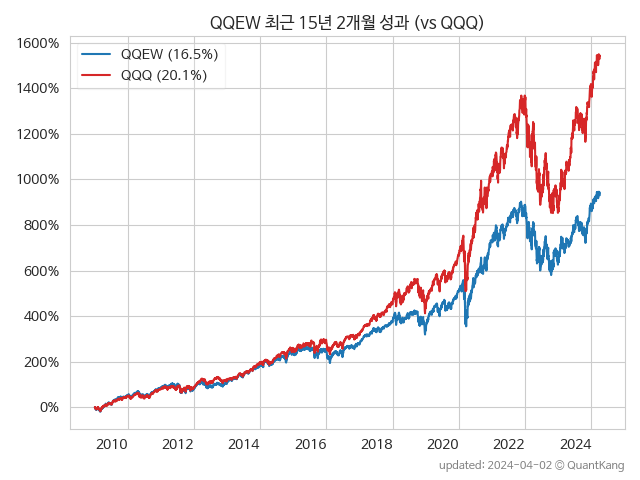 QQEW 최근 15년 2개월 성과 (vs QQQ)
QQEW (16.5%)
QQQ (20.1%)
1600%
1400%
1200%
1000%
800%
600%
400%
200%
0%
2010 2012 2014 2016 2018 2020 2022 2024
updated: 2024-04-02 © QuantKang